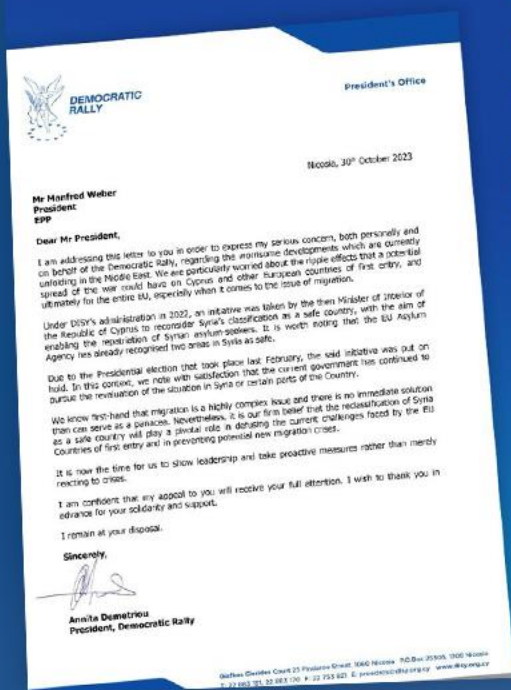 DEMOCRATIC
RALLY
President's Office
Nicosia, 30th October 2023
Mr Manfred Weber
President
EPP
Dear Mr President,
I am addressing this letter to you in order to express my serious concern, both personally and
on behalf of the Democratic Rally, regarding the worrisome developments which are currently
unfolding in the Middle East. We are particularly worried about the ripple effects that a potential
spread of the war could have on Cyprus and other European countries of first entry, and
ultimately for the entire EU, especially when it comes to the issue of migration.
Under DISY's administration in 2022, an initiative was taken by the then Minister of Interior of
the Republic of Cyprus to reconsider Syria's classification as a safe country, with the aim of
enabling the repatriation of Syrian asylum-seekers. It is worth noting that the EU Asylum
Agency has already recognised two areas in Syria as safe.
Due to the Presidential election that took place last February, the said initiative was put on
hold. In this context, we note with satisfaction that the current government has continued to
pursue the revaluation of the situation in Syria or certain parts of the Country.
We know first-hand that migration is a highly complex issue and there is no immediate solution
than can serve as a panacea. Nevertheless, it is our firm belief that the reclassification of Syria
as a safe country will play a pivotal role in defusing the current challenges faced by the EU
Countries of first entry and in preventing potential new migration crises.
It is now the time for us to show leadership and take proactive measures rather than merely
reacting to crises.
I am confident that my appeal to you will receive your full attention. I wish to thank you in
advance for your solidarity and support.
I remain at your disposal.
Sincerely,
Annita Demetriou
President, Democratic Rally
Street, 1060 Nicosia P.O.Box 25305, 1308 Nicosia
www.disy.org.cy